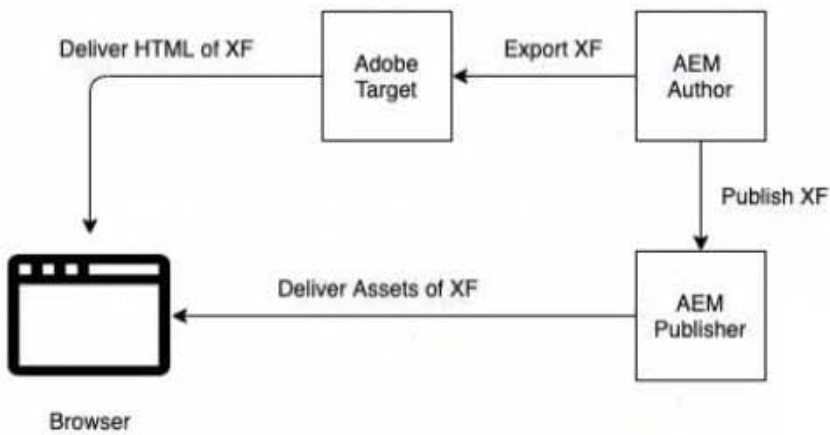 Deliver HTML of XF
Adobe
Target
Export XF
AEM
Author
Publish XF
Deliver Assets of XF
AEM
Publisher
Browser